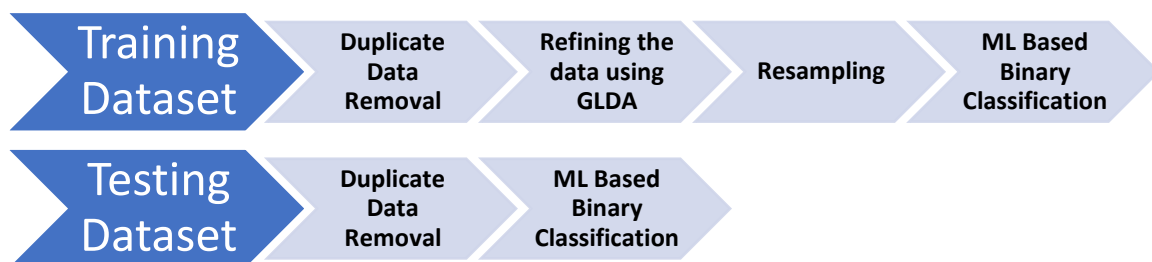 Training
Dataset
Duplicate
Data
Removal
Refining the
data using
GLDA
Resampling
ML Based
Binary
Classification
Testing
Dataset
Duplicate
Data
Removal
ML Based
Binary
Classification